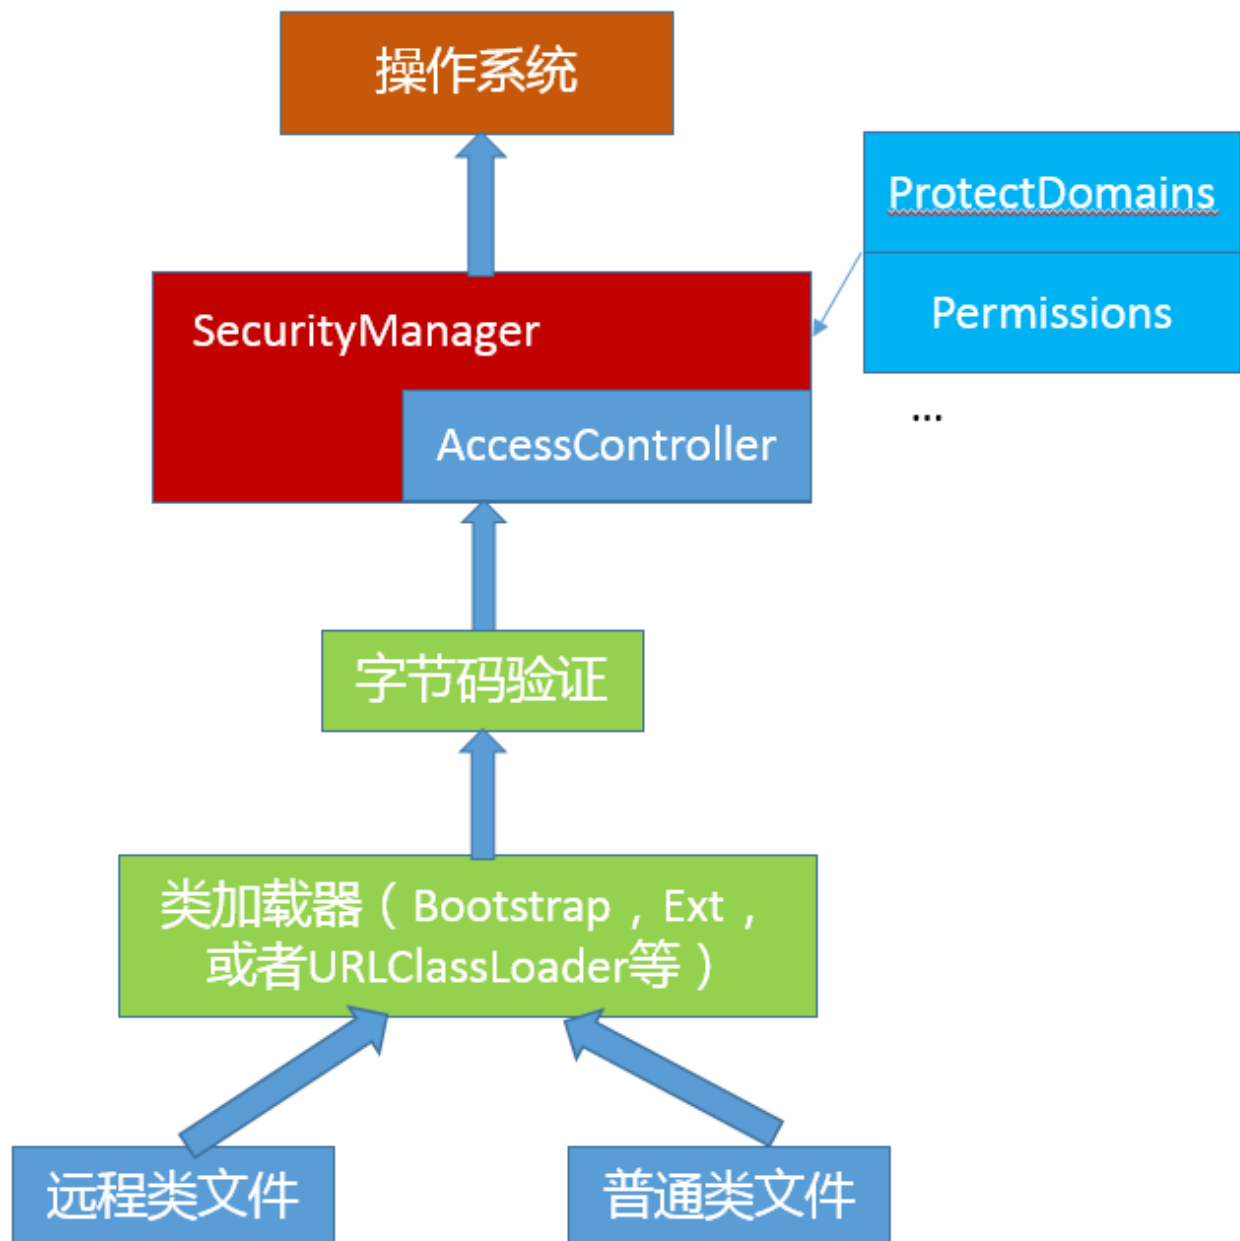 操作系统
ProtectDomains
SecurityManager
Permissions
...
AccessController
字节码验证
类加载器（Bootstrap，Ext，
或者URLClassLoader等）
远程类文件
普通类文件